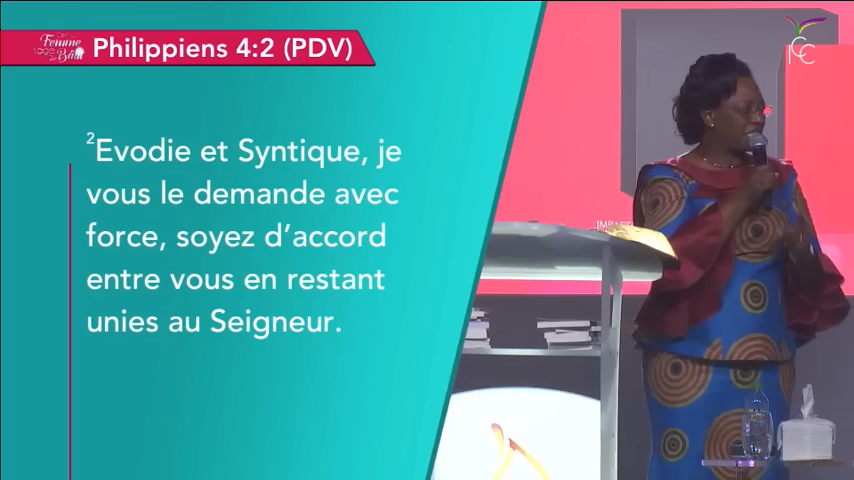 Femme
Philippiens 4:2 (PDV)
ICC
²Evodie et Syntique, je
vous le demande avec
force, soyez d'accord
entre vous en restant
unies au Seigneur.